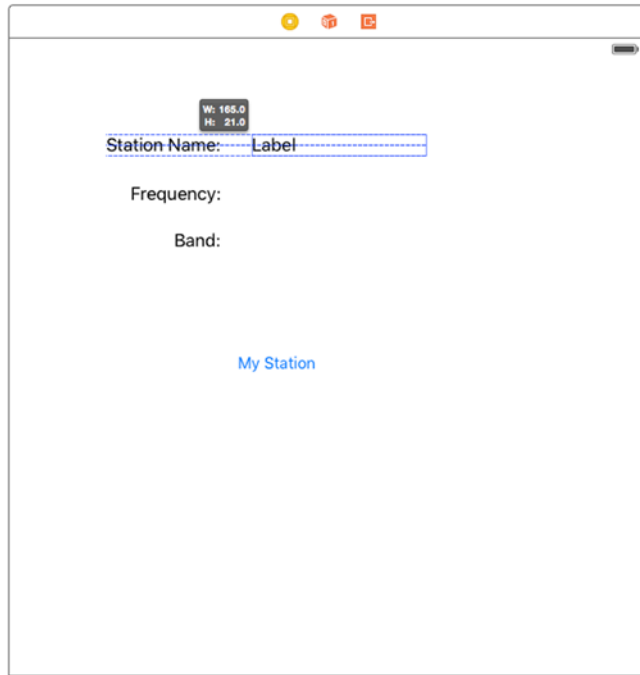 W: 165.0
H: 21.0
Station Name: Label
Frequency:
Band:
My Station